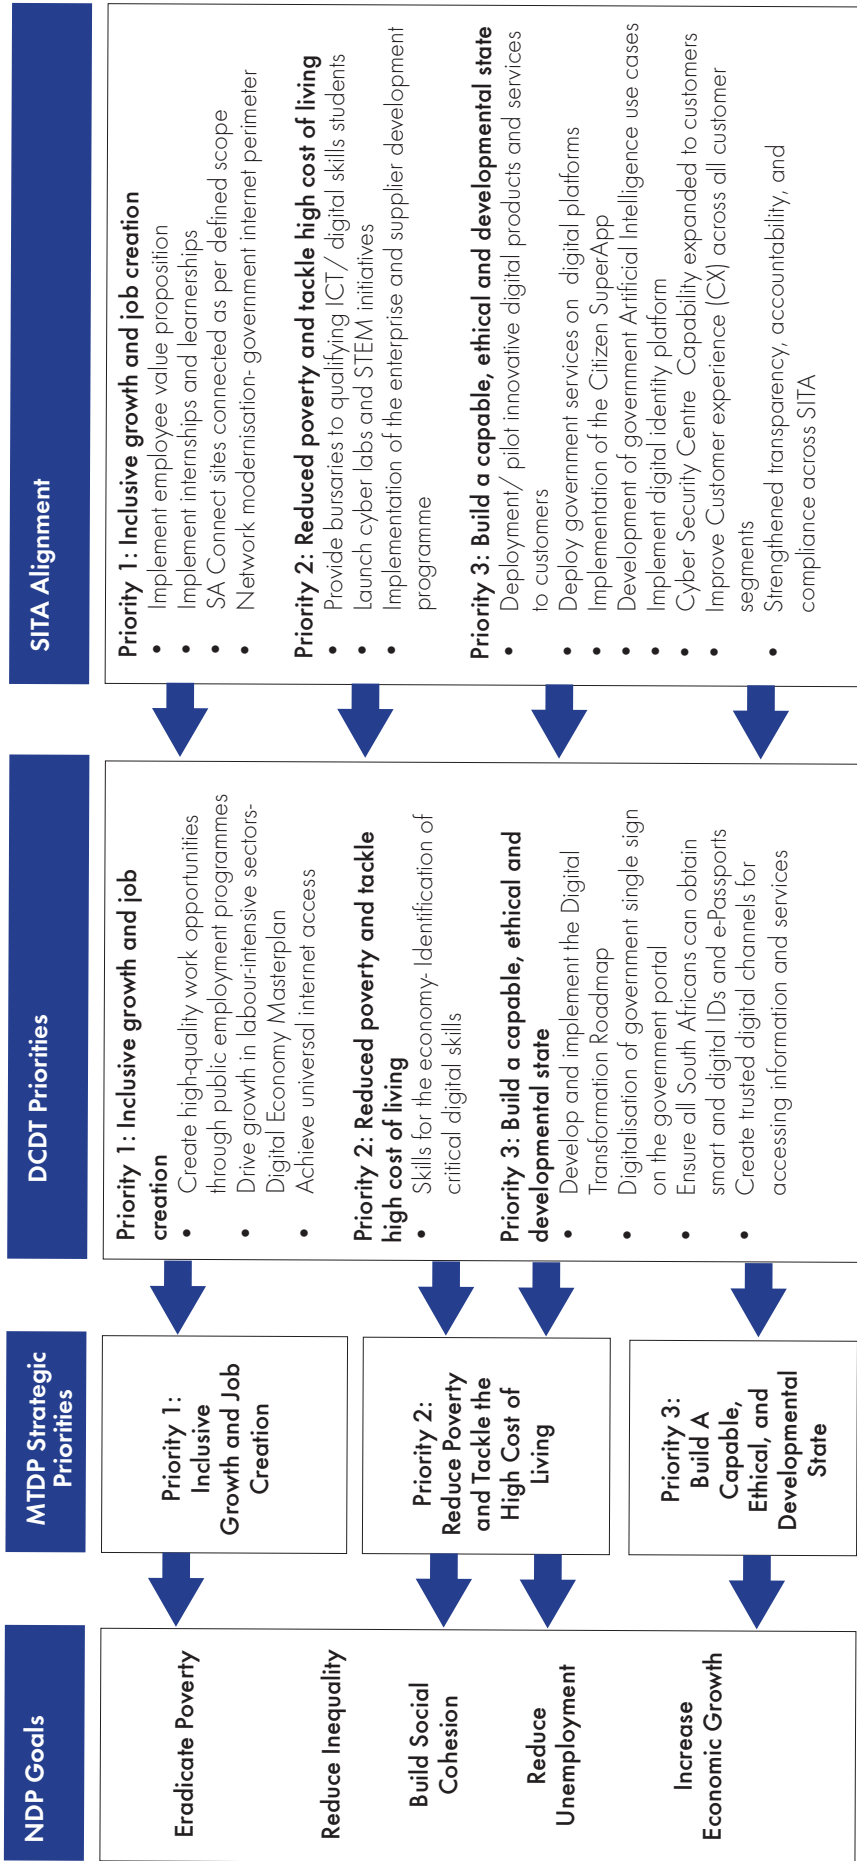 NDP Goals
Eradicate Poverty
Reduce Inequality
Build Social
Cohesion
Reduce
Unemployment
Increase
Economic Growth
MTDP Strategic
Priorities
Priority 1:
Inclusive
Growth and Job
Creation
Priority 2:
Reduce Poverty
and Tackle the
High Cost of
Living
Priority 3:
Build A
Capable,
Ethical, and
Developmental
State
DCDT Priorities
Priority 1: Inclusive growth and job
creation
• Create high-quality work opportunities
through public employment programmes
• Drive growth in labour-intensive sectors-
Digital Economy Masterplan
• Achieve universal internet access
Priority 2: Reduced poverty and tackle
high cost of living
• Skills for the economy- Identification of
critical digital skills
Priority 3: Build a capable, ethical and
developmental state
• Develop and implement the Digital
Transformation Roadmap
• Digitalisation of government single sign
on the government portal
• Ensure all South Africans can obtain
smart and digital IDs and e-Passports
• Create trusted digital channels for
accessing information and services
SITA Alignment
Priority 1: Inclusive growth and job creation
• Implement employee value proposition
• Implement internships and learnerships
• SA Connect sites connected as per defined scope
• Network modernisation- government internet perimeter
Priority 2: Reduced poverty and tackle high cost of living
• Provide bursaries to qualifying ICT/ digital skills students
• Launch cyber labs and STEM initiatives
• Implementation of the enterprise and supplier development
programme
Priority 3: Build a capable, ethical and developmental state
• Deployment/ pilot innovative digital products and services
to customers
• Deploy government services on digital platforms
• Implementation of the Citizen SuperApp
• Development of government Artificial Intelligence use cases
• Implement digital identity platform
• Cyber Security Centre Capability expanded to customers
• Improve Customer experience (CX) across all customer
segments
• Strengthened transparency, accountability, and
compliance across SITA